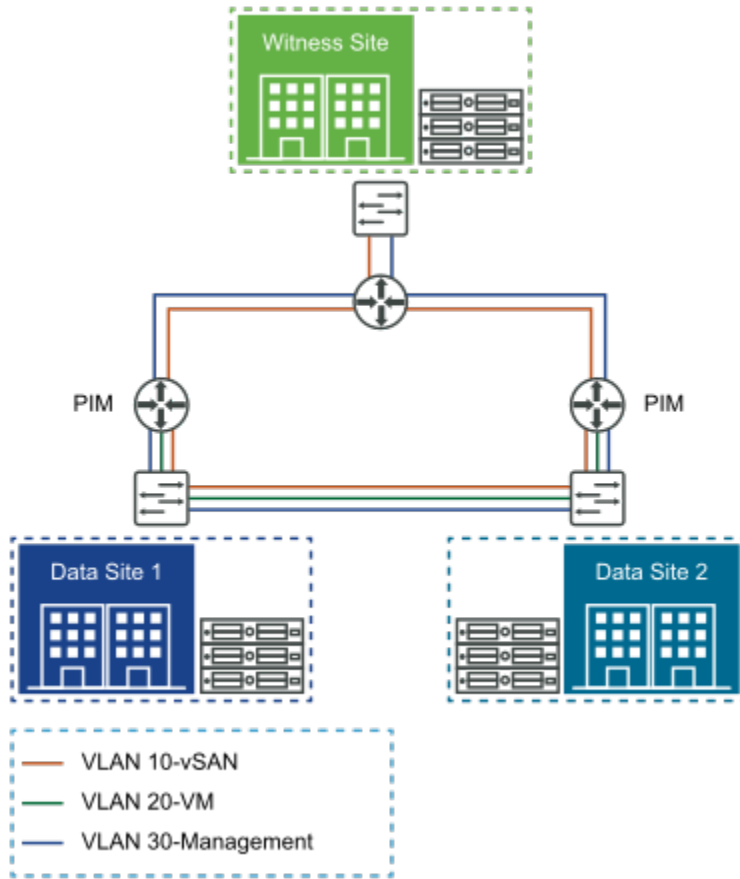 Witness Site
PIM
PIM
Data Site 1
Data Site 2
VLAN 10-vSAN
VLAN 20-VM
VLAN 30-Management